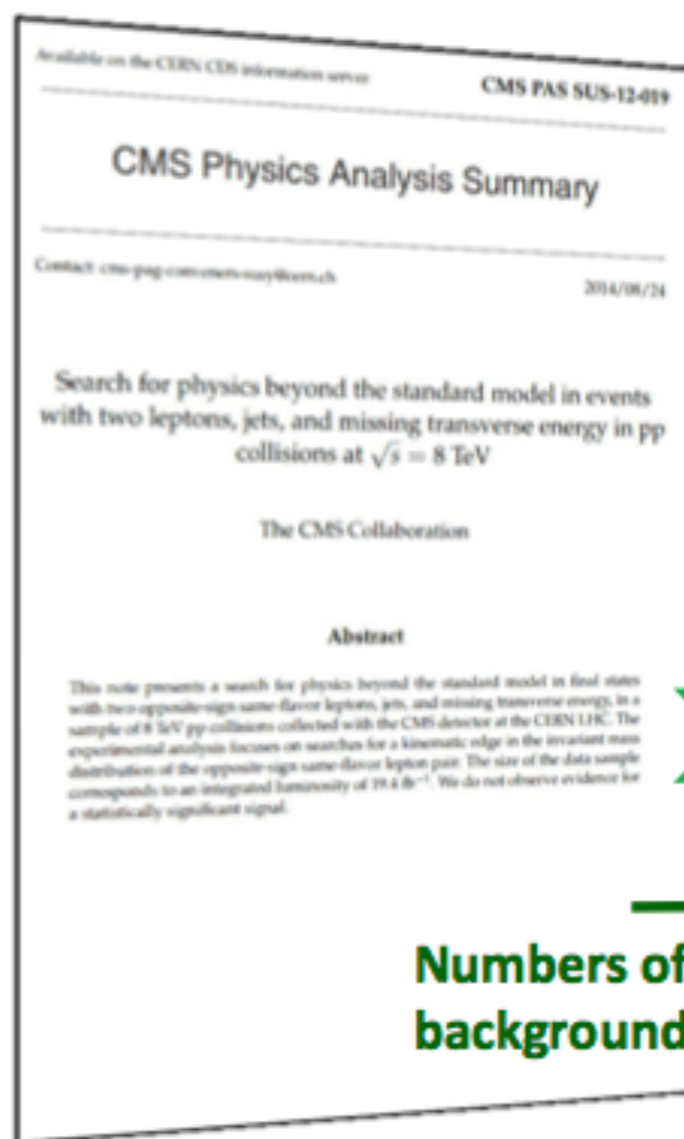 Available on the CERN CDS information server CMS PAS SUS-12-019
CMS Physics Analysis Summary
Contact: cms-pag-conveners-susy@cern.ch 2014/08/24
Search for physics beyond the standard model in events
with two leptons, jets, and missing transverse energy in pp
collisions at √s = 8 TeV
The CMS Collaboration
Abstract
This note presents a search for physics beyond the standard model in final states
with two opposite-sign same-flavor leptons, jets, and missing transverse energy, in a
sample of 8 TeV pp collisions collected with the CMS detector at the CERN LHC. The
experimental analysis focuses on searches for a kinematic edge in the invariant mass
distribution of the opposite-sign same-flavor lepton pair. The size of the data sample
corresponds to an integrated luminosity of 19.4 fb⁻¹. We do not observe evidence for
a statistically significant signal.
Numbers of
background